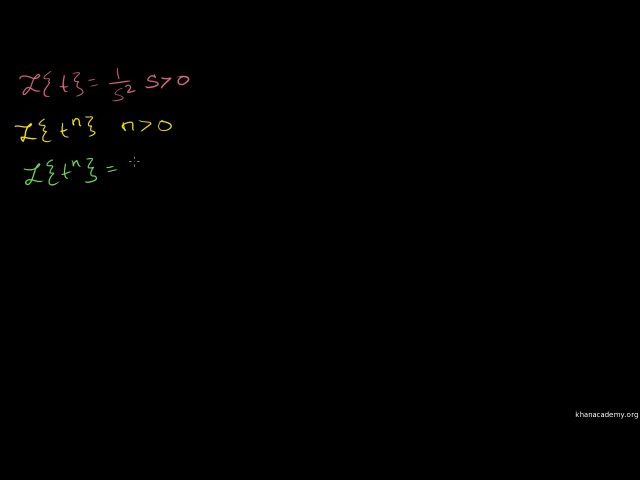 ℒ{t} = 1/s² s>0
ℒ{tⁿ} n>0
ℒ{tⁿ} =
khanacademy.org